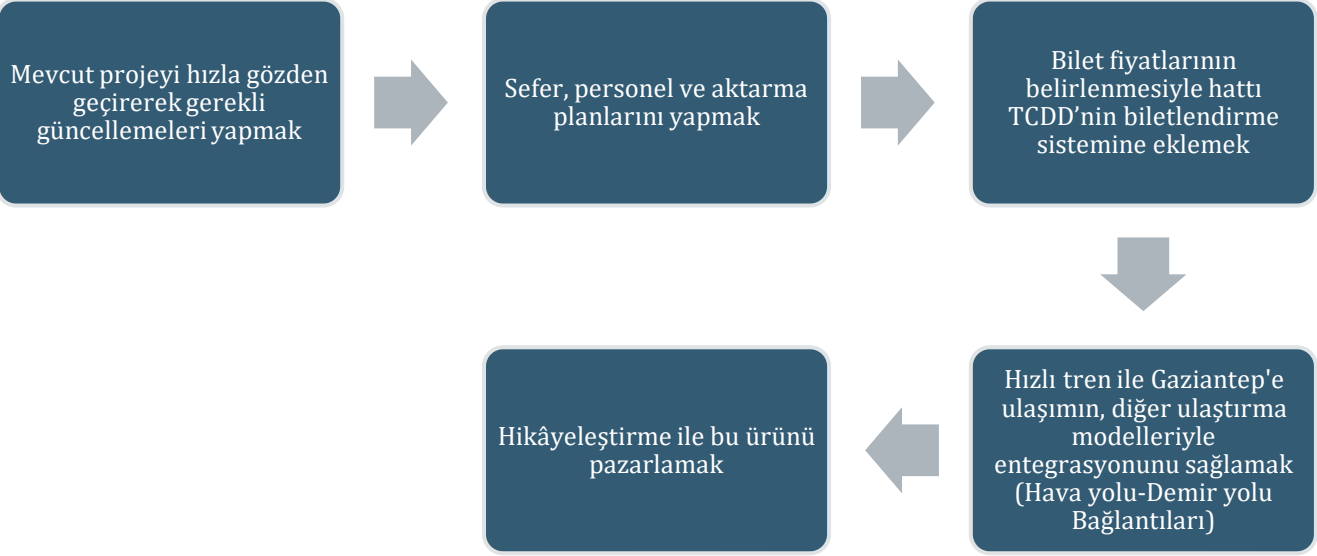 Mevcut projeyi hızla gözden
geçirerek gerekli
güncellemeleri yapmak
Sefer, personel ve aktarma
planlarını yapmak
Bilet fiyatlarının
belirlenmesiyle hattı
TCDD’nin biletlendirme
sistemine eklemek
Hızlı tren ile Gaziantep'e
ulaşımın, diğer ulaştırma
modelleriyle
entegrasyonunu sağlamak
(Hava yolu-Demir yolu
Bağlantıları)
Hikâyeleştirme ile bu ürünü
pazarlamak